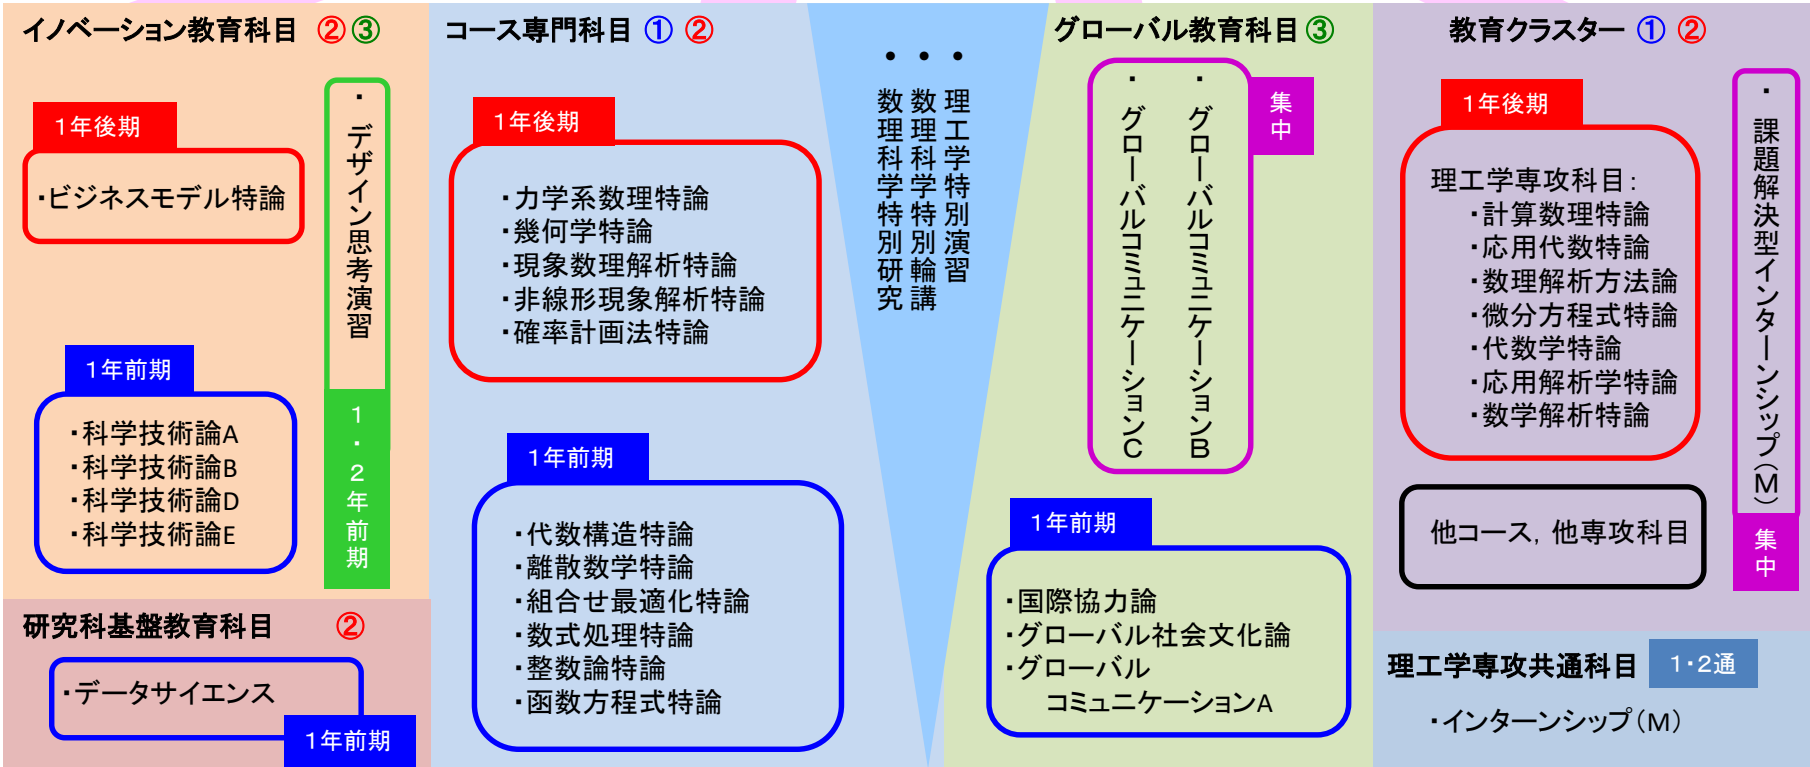 イノベーション教育科目 ②③
1年後期
・ビジネスモデル特論
・デザイン思考演習
1・2年前期
1年前期
・科学技術論A
・科学技術論B
・科学技術論D
・科学技術論E
研究科基盤教育科目 ②
・データサイエンス
1年前期
コース専門科目 ① ②
1年後期
・力学系数理特論
・幾何学特論
・現象数理解析特論
・非線形現象解析特論
・確率計画法特論
1年前期
・代数構造特論
・離散数学特論
・組合せ最適化特論
・数式処理特論
・整数論特論
・函数方程式特論
・理工学特別演習
・数理科学特別輪講
・数理科学特別研究
グローバル教育科目③
集中
・グローバルコミュニケーションB
・グローバルコミュニケーションC
1年前期
・国際協力論
・グローバル社会文化論
・グローバル
コミュニケーションA
教育クラスター ① ②
1年後期
理工学専攻科目:
・計算数理特論
・応用代数特論
・数理解析方法論
・微分方程式特論
・代数学特論
・応用解析学特論
・数学解析特論
他コース, 他専攻科目
・課題解決型インターンシップ(M)
集中
理工学専攻共通科目 1・2通
・インターンシップ(M)